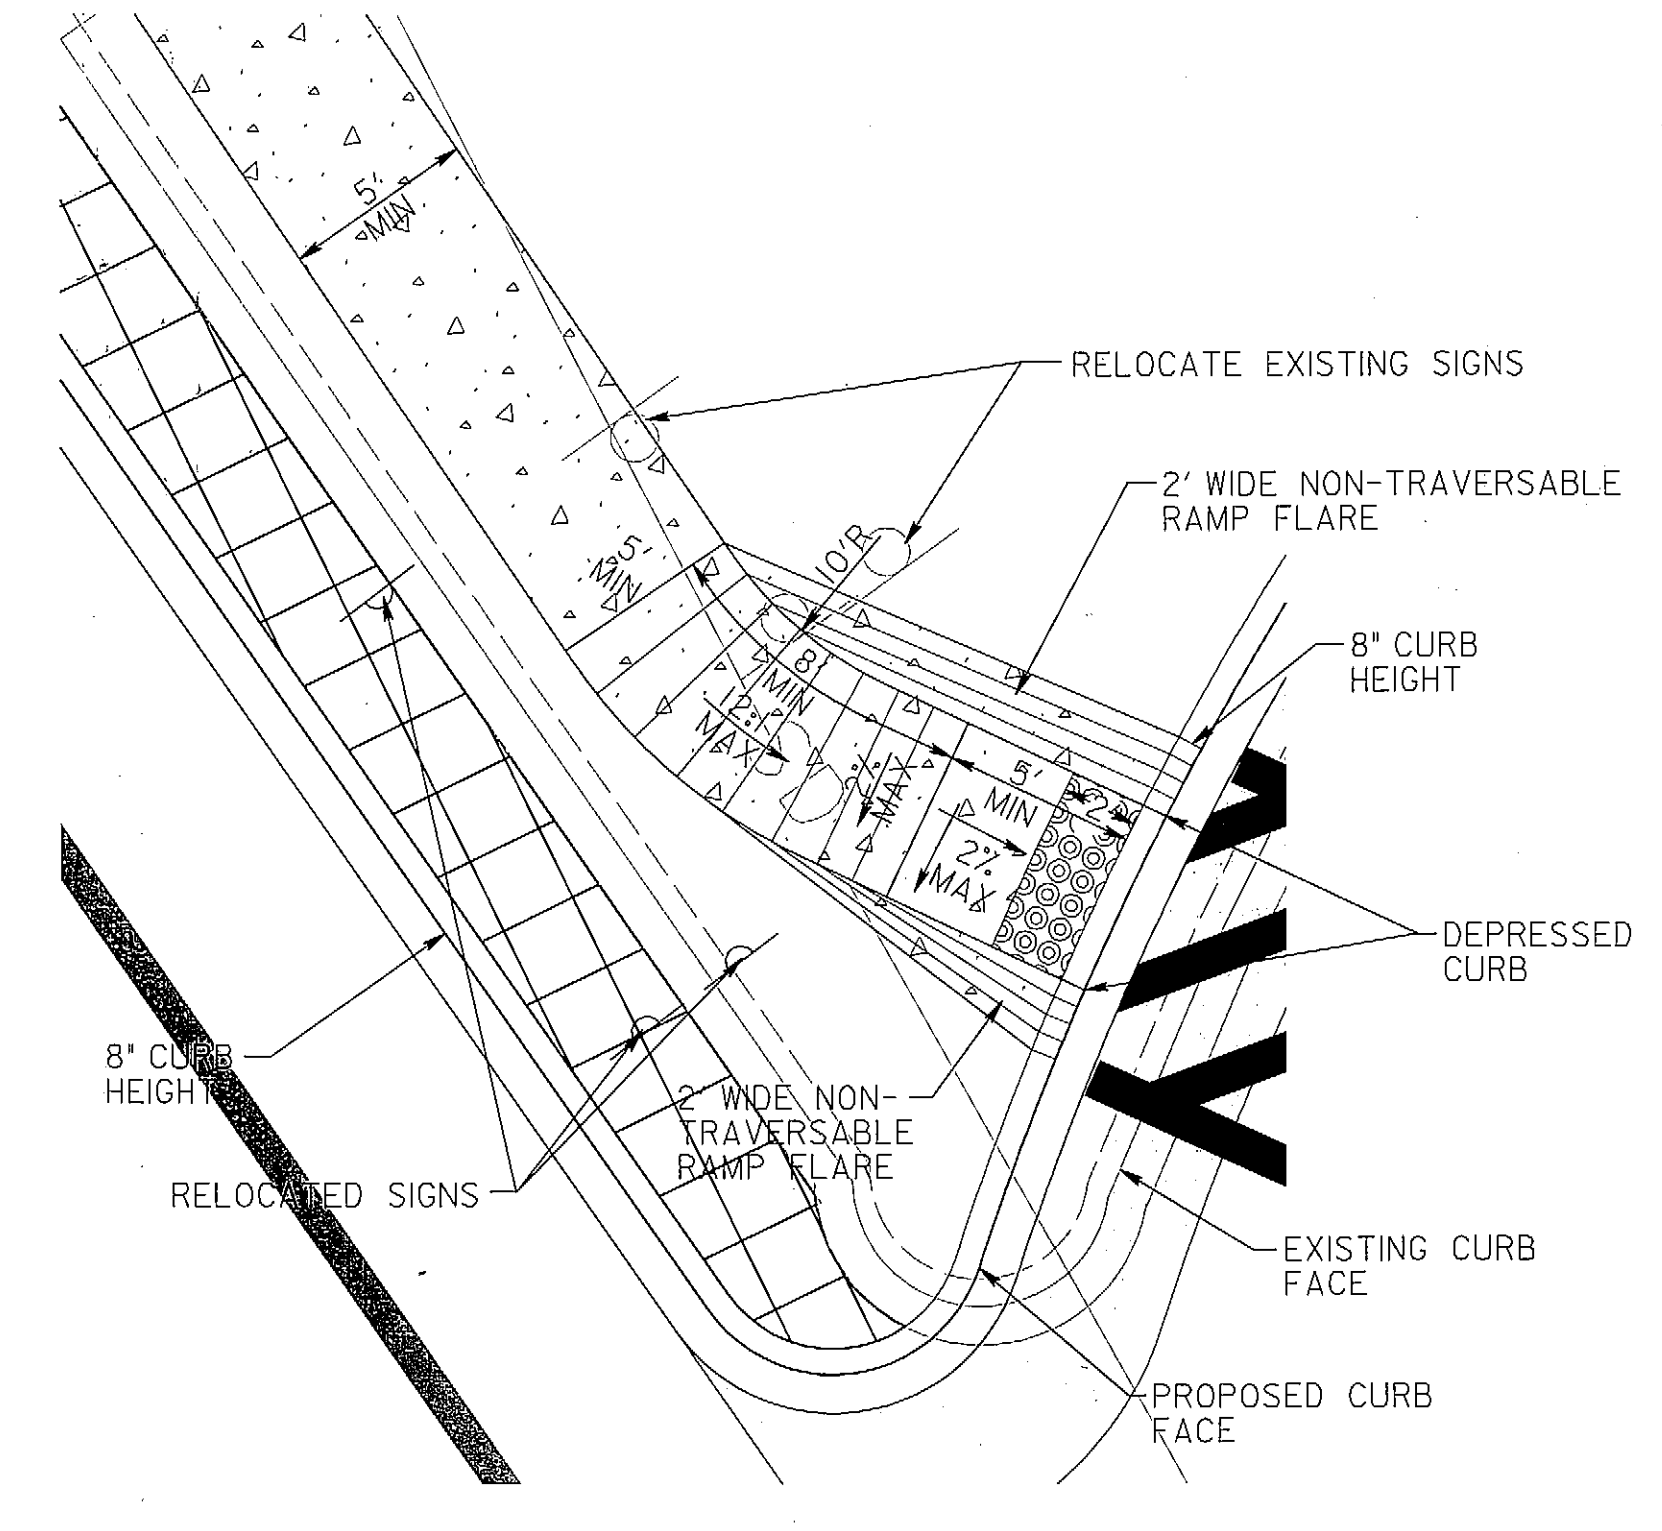 5'
MIN
RELOCATE EXISTING SIGNS
2' WIDE NON-TRAVERSABLE
RAMP FLARE
5'
MIN
10'R
8'
MIN
8" CURB
HEIGHT
12%
MAX
2%
MAX
5'
MIN
2'
2%
MAX
DEPRESSED
CURB
8" CURB
HEIGHT
2' WIDE NON-
TRAVERSABLE
RAMP FLARE
RELOCATED SIGNS
EXISTING CURB
FACE
PROPOSED CURB
FACE